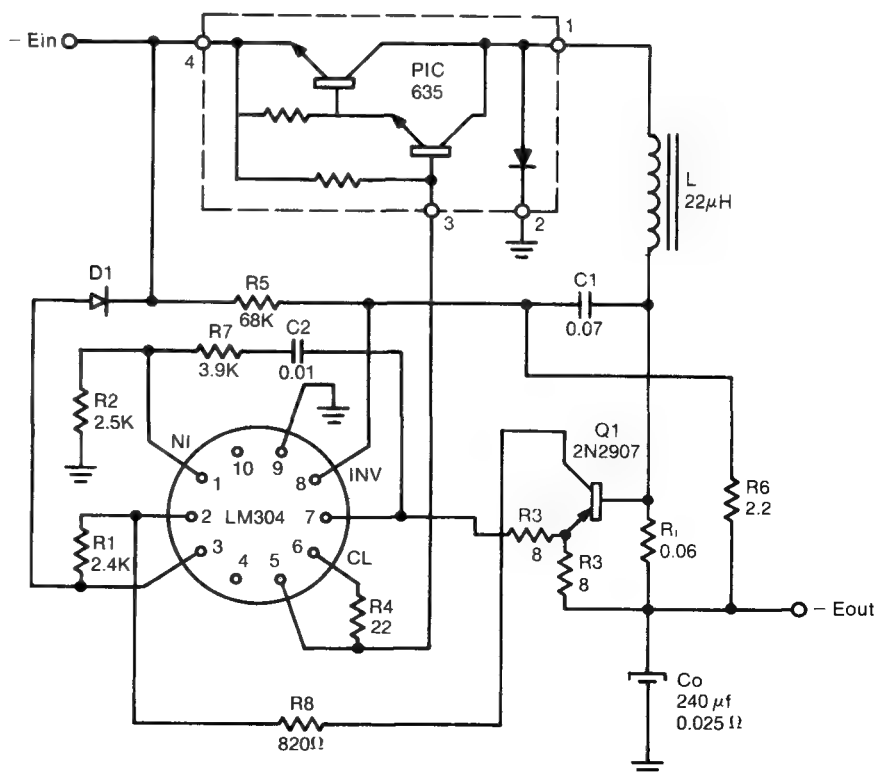 − Ein
4
PIC
635
1
3
2
L
22µH
D1
R5
68K
C1
0.07
R7
3.9K
C2
0.01
R2
2.5K
NI
10
9
INV
8
1
Q1
2N2907
2
LM304
7
R3
8
R6
2.2
R1
2.4K
3
6
CL
4
5
R3
8
Rı
0.06
R4
22
− Eout
R8
820Ω
Co
240 µf
0.025 Ω